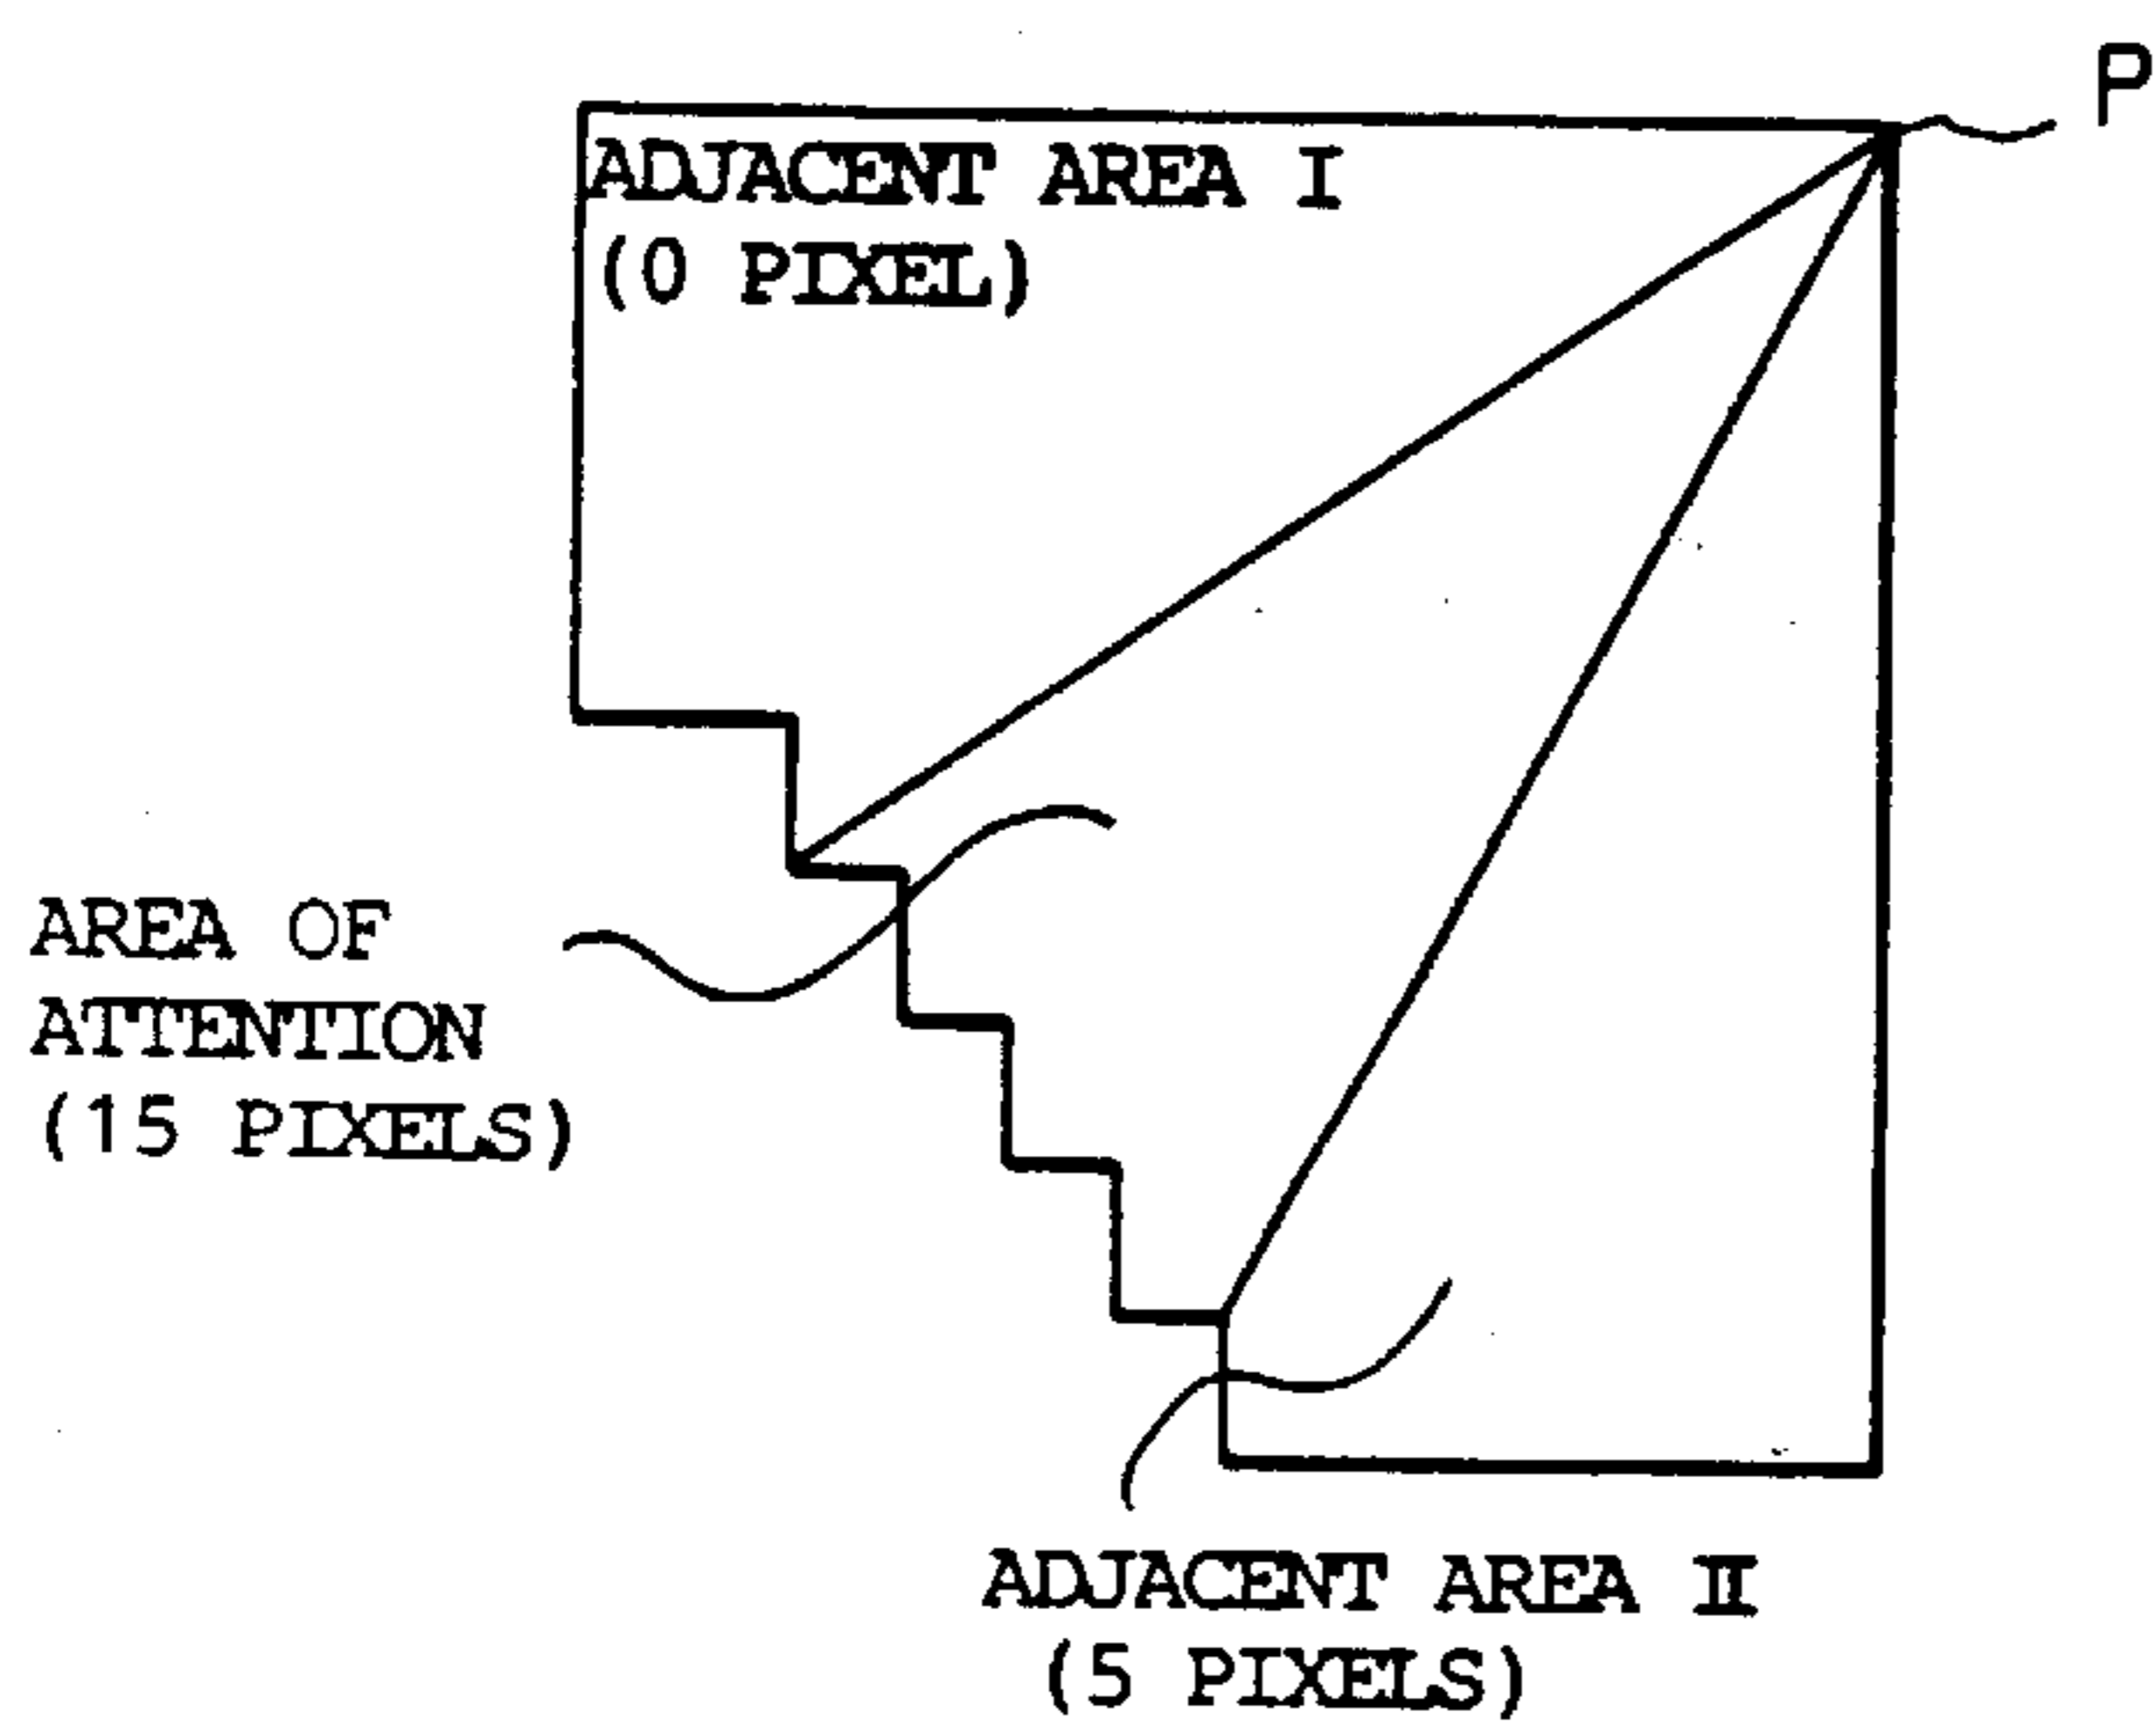 P
ADJACENT AREA I
(0 PIXEL)
AREA OF
ATTENTION
(15 PIXELS)
ADJACENT AREA II
(5 PIXELS)